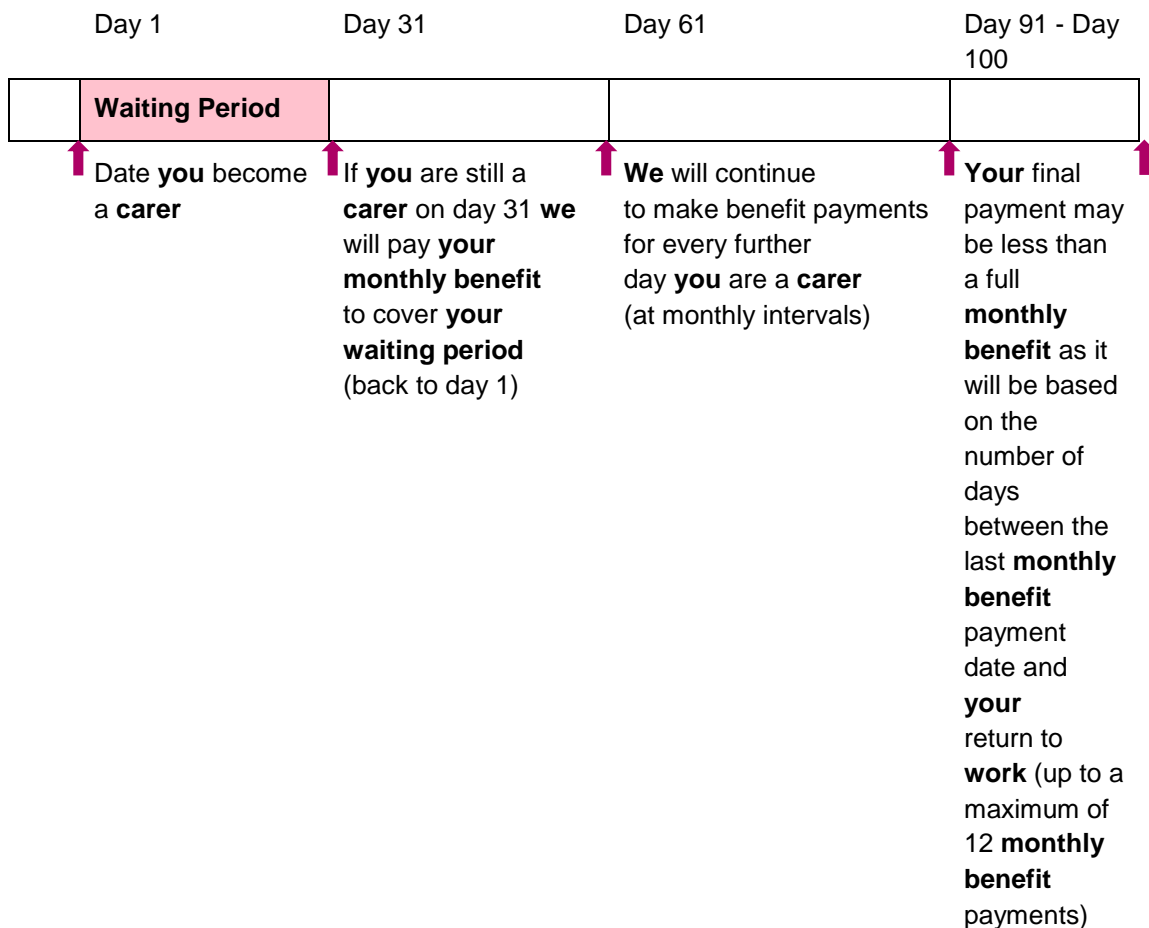 Day 1
Day 31
Day 61
Day 91 - Day
100
Waiting Period
Date you become
a carer
If you are still a
carer on day 31 we
will pay your
monthly benefit
to cover your
waiting period
(back to day 1)
We will continue
to make benefit payments
for every further
day you are a carer
(at monthly intervals)
Your final
payment may
be less than
a full
monthly
benefit as it
will be based
on the
number of
days
between the
last monthly
benefit
payment
date and
your
return to
work (up to a
maximum of
12 monthly
benefit
payments)